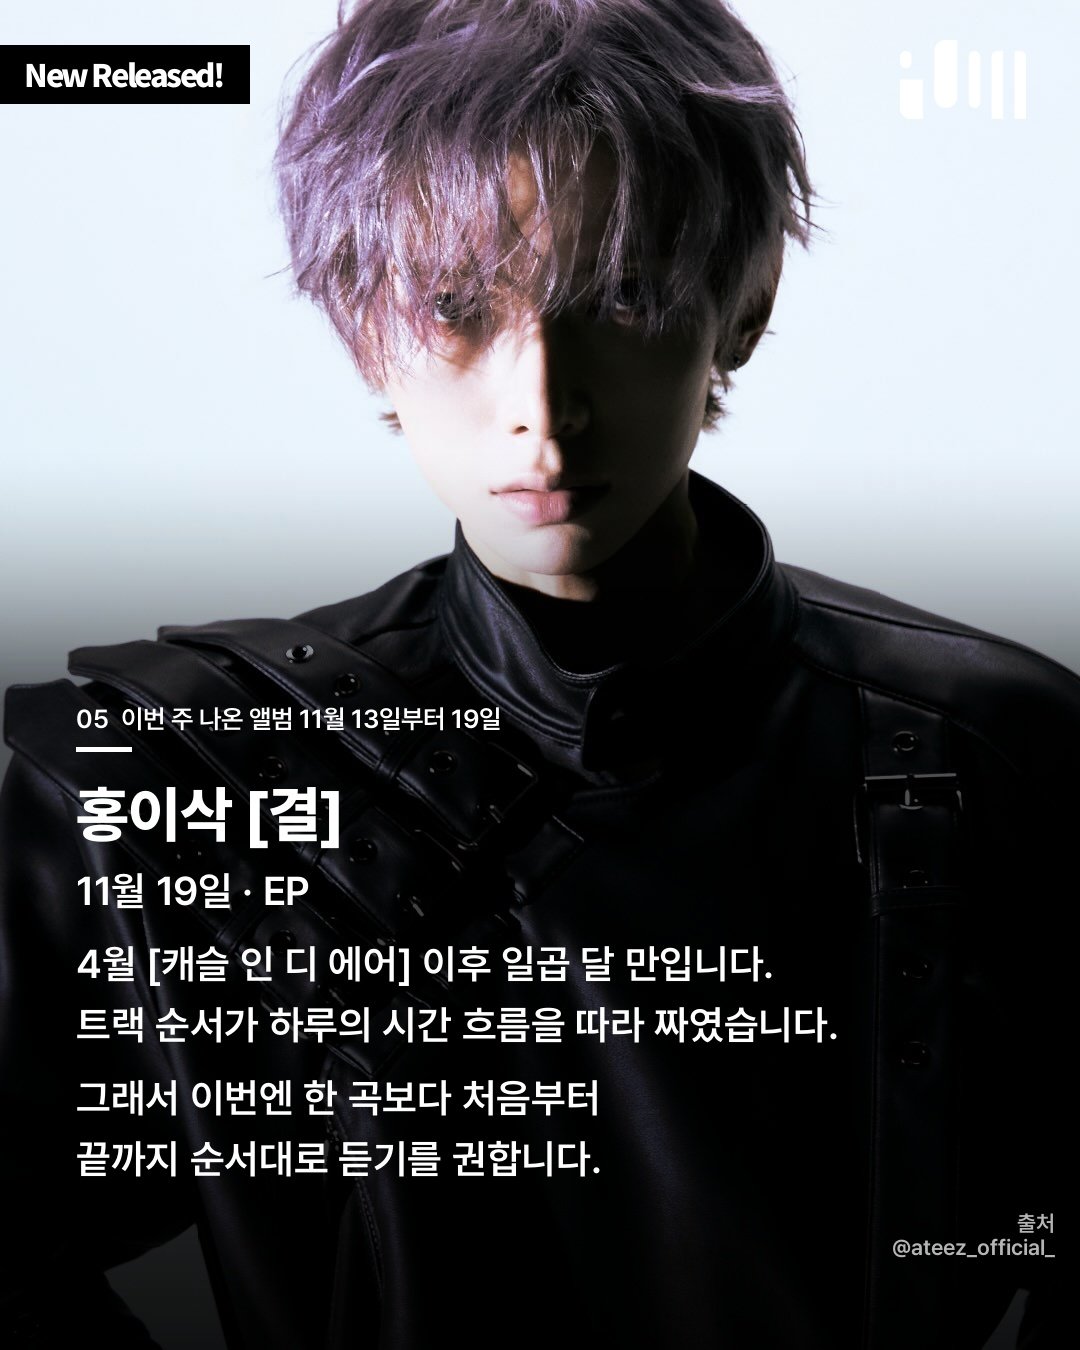 New Released!
05 이번 주 나온 앨범 11월 13일부터 19일
홍이삭 [결]
11월 19일 · EP
4월 [캐슬 인 디 에어] 이후 일곱 달 만입니다.
트랙 순서가 하루의 시간 흐름을 따라 짜였습니다.
그래서 이번엔 한 곡보다 처음부터
끝까지 순서대로 듣기를 권합니다.
출처
@ateez_official_